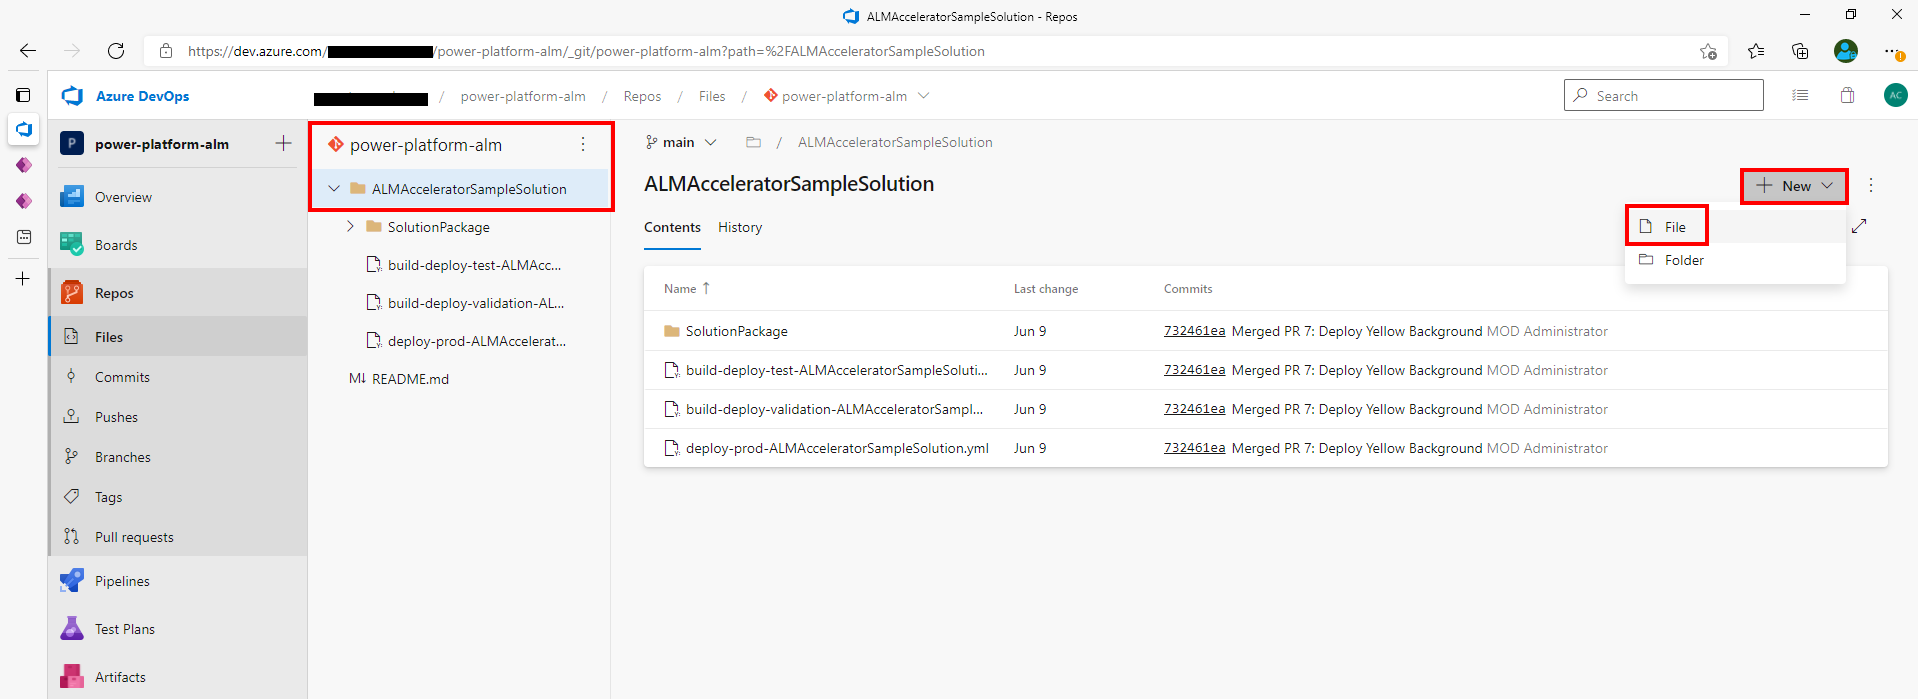 ALMAcceleratorSampleSolution - Repos
https://dev.azure.com/ /power-platform-alm/_git/power-platform-alm?path=%2FALMAcceleratorSampleSolution
Azure DevOps
/ power-platform-alm / Repos / Files / power-platform-alm
Search
AC
P power-platform-alm
Overview
Boards
Repos
Files
Commits
Pushes
Branches
Tags
Pull requests
Pipelines
Test Plans
Artifacts
power-platform-alm
ALMAcceleratorSampleSolution
SolutionPackage
build-deploy-test-ALMAcc...
build-deploy-validation-AL...
deploy-prod-ALMAccelerat...
M↓ README.md
main / ALMAcceleratorSampleSolution
ALMAcceleratorSampleSolution
New
File
Folder
Contents History
Name ↑ Last change Commits
SolutionPackage Jun 9 732461ea Merged PR 7: Deploy Yellow Background MOD Administrator
build-deploy-test-ALMAcceleratorSampleSoluti... Jun 9 732461ea Merged PR 7: Deploy Yellow Background MOD Administrator
build-deploy-validation-ALMAcceleratorSampl... Jun 9 732461ea Merged PR 7: Deploy Yellow Background MOD Administrator
deploy-prod-ALMAcceleratorSampleSolution.yml Jun 9 732461ea Merged PR 7: Deploy Yellow Background MOD Administrator